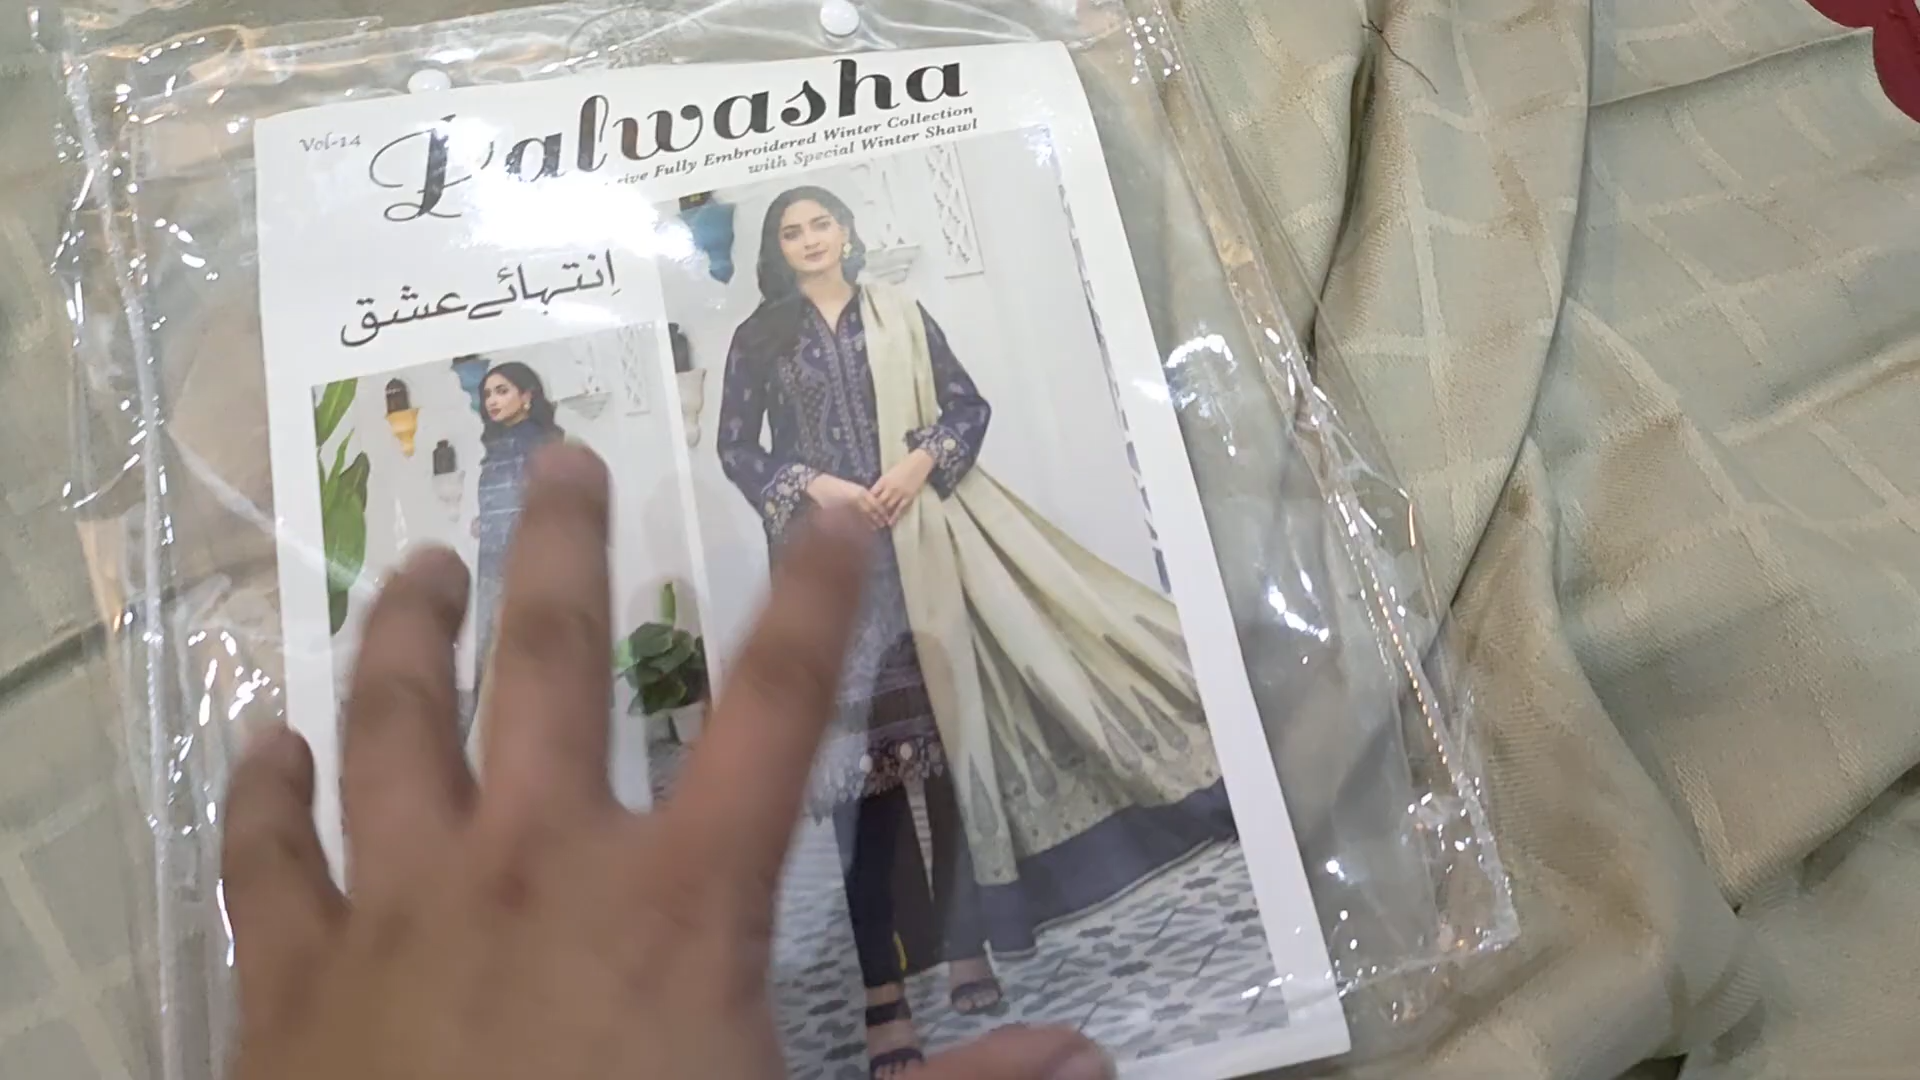 Vol-14
Palwasha
Fully Embroidered Winter Collection
with Special Winter Shawl
اِنتہائے عشق